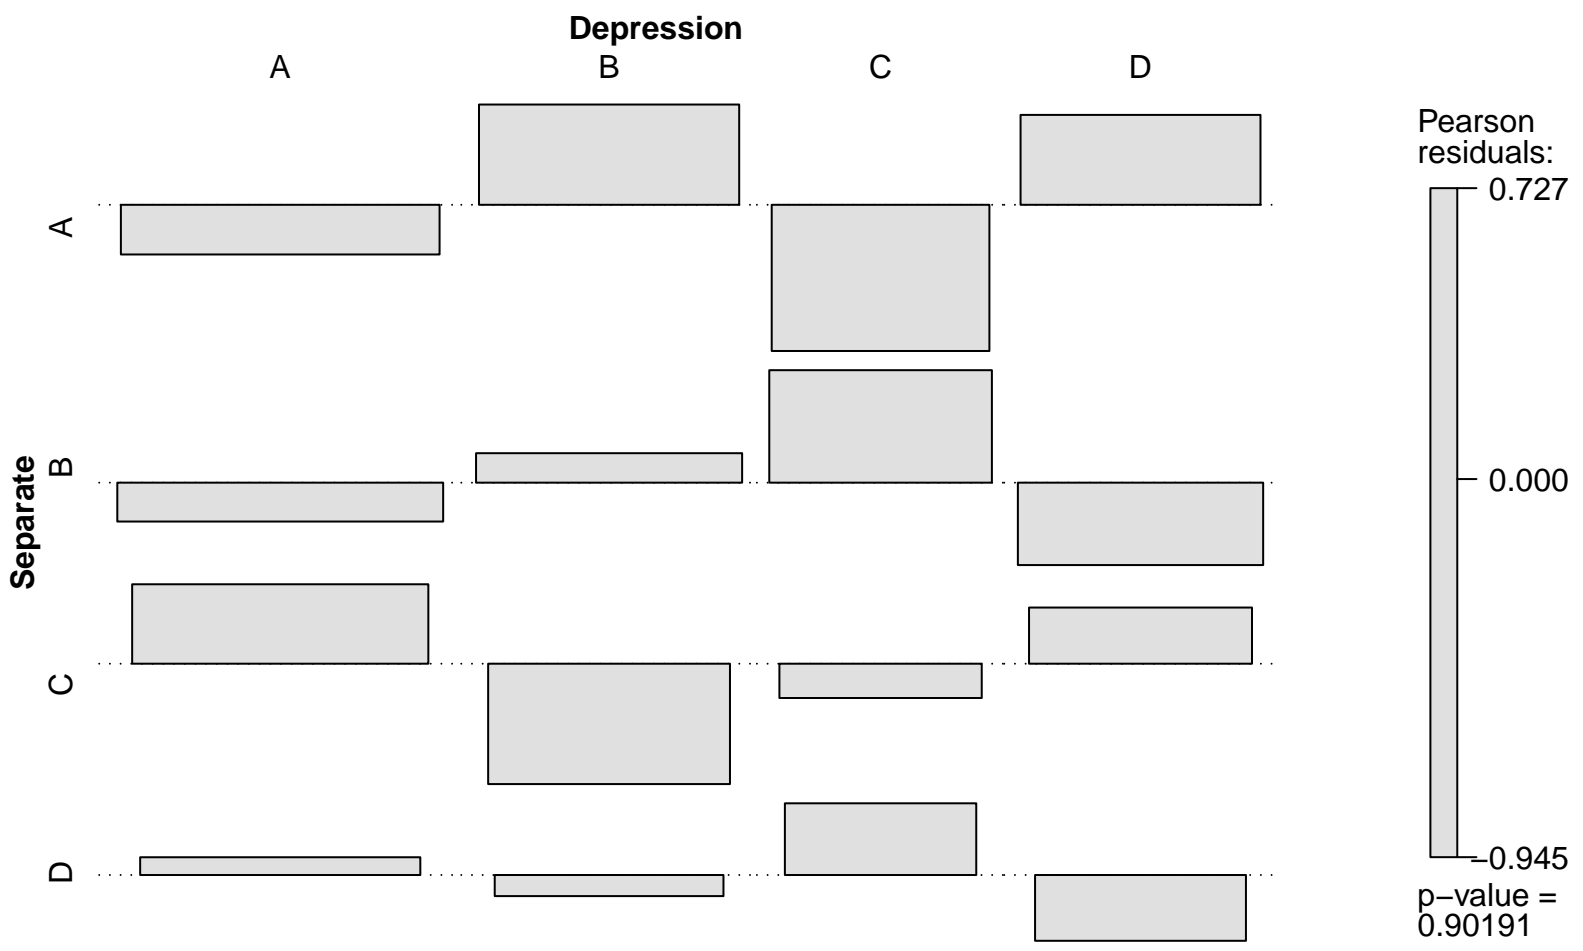 Depression
A B C D
Separate
A
B
C
D
Pearson
residuals:
0.727
0.000
−0.945
p−value =
0.90191